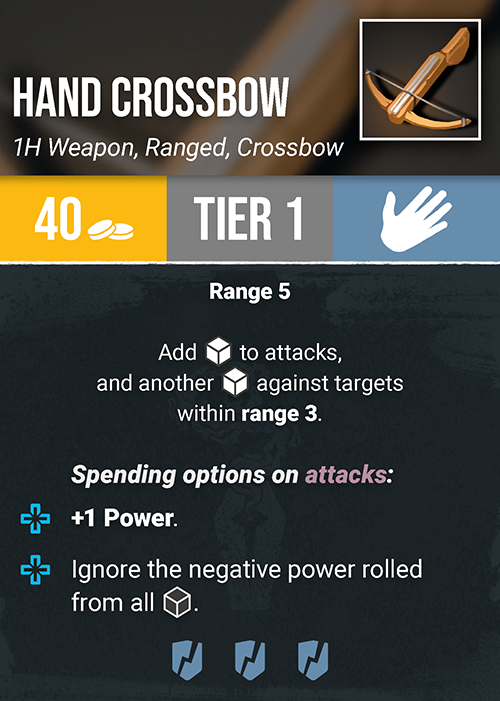 HAND CROSSBOW
1H Weapon, Ranged, Crossbow
40
TIER 1
Range 5
Add to attacks,
and another against targets
within range 3.
Spending options on attacks:
+1 Power.
Ignore the negative power rolled
from all .